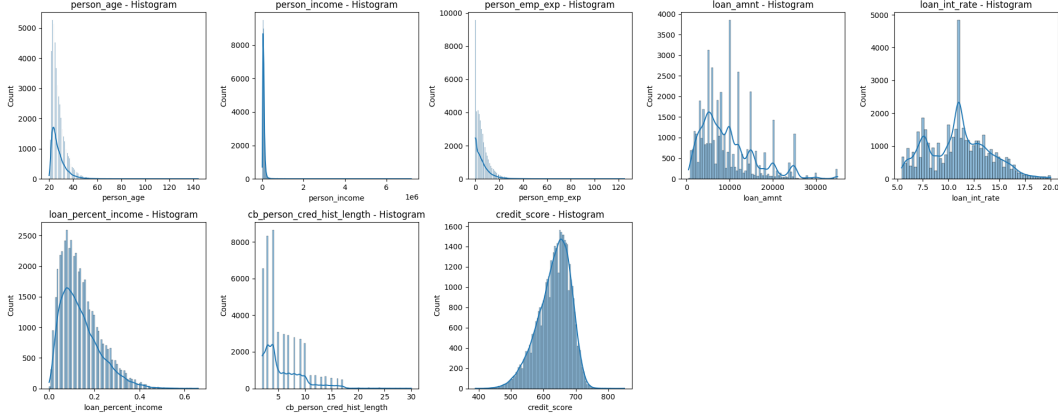 person_age - Histogram
Count
5000
4000
3000
2000
1000
0
20 40 60 80 100 120 140
person_age
person_income - Histogram
Count
8000
6000
4000
2000
0
0 2 4 6
1e6
person_income
person_emp_exp - Histogram
Count
10000
8000
6000
4000
2000
0
0 20 40 60 80 100 120
person_emp_exp
loan_amnt - Histogram
Count
4000
3500
3000
2500
2000
1500
1000
500
0
0 10000 20000 30000
loan_amnt
loan_int_rate - Histogram
Count
5000
4000
3000
2000
1000
0
5.0 7.5 10.0 12.5 15.0 17.5 20.0
loan_int_rate
loan_percent_income - Histogram
Count
2500
2000
1500
1000
500
0
0.0 0.2 0.4 0.6
loan_percent_income
cb_person_cred_hist_length - Histogram
Count
8000
6000
4000
2000
0
5 10 15 20 25 30
cb_person_cred_hist_length
credit_score - Histogram
Count
1600
1400
1200
1000
800
600
400
200
0
400 500 600 700 800
credit_score